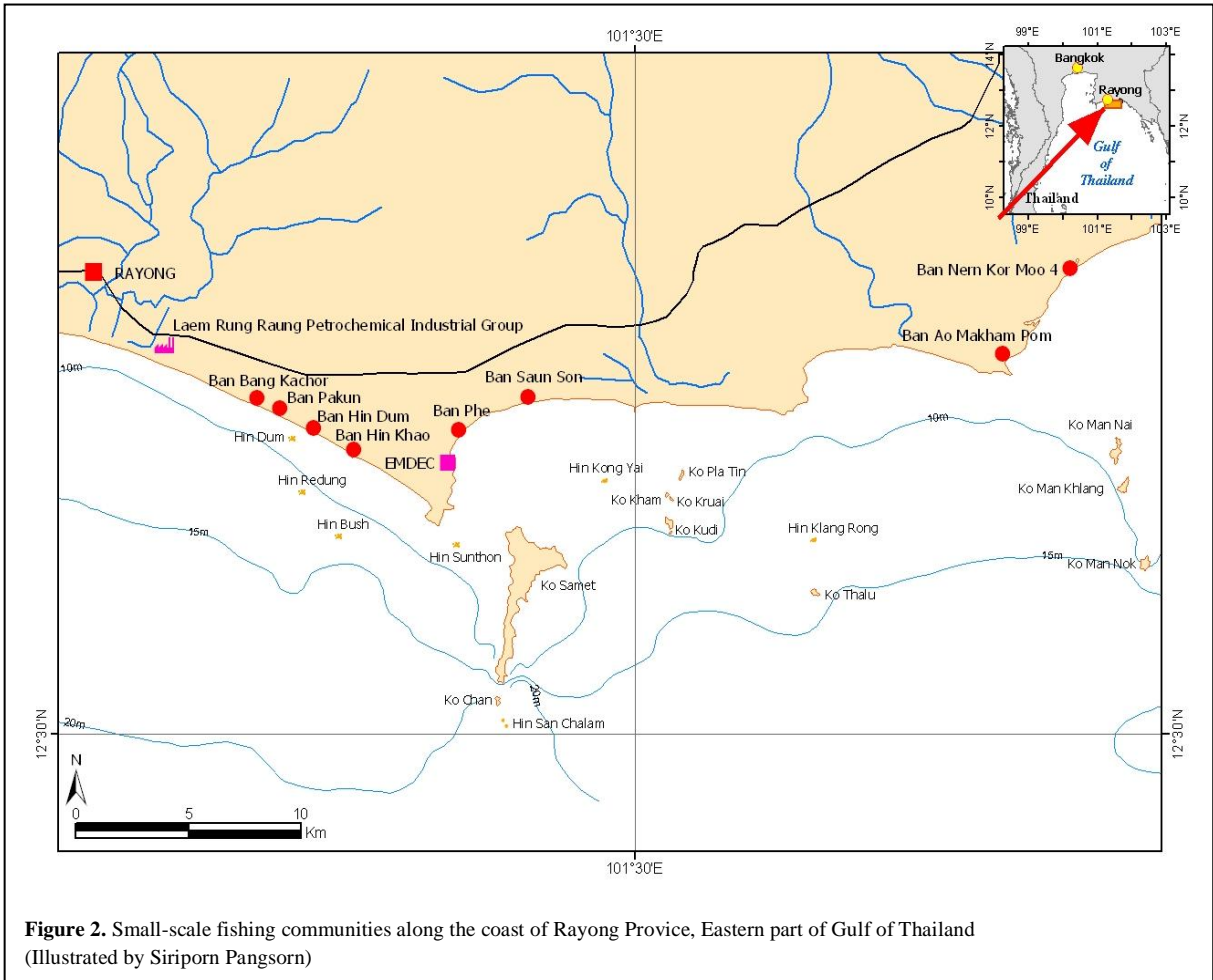 101°30'E
99°E 101°E 103°E
14°N
Bangkok
Rayong
12°N
12°N
Gulf
of
Thailand
10°N
10°N
Thailand
99°E 101°E 103°E
RAYONG
Ban Nern Kor Moo 4
Laem Rung Raung Petrochemical Industrial Group
Ban Ao Makham Pom
10m
Ban Bang Kachor
Ban Saun Son
Ban Pakun
Ban Phe
Ban Hin Dum
10m
Ko Man Nai
Hin Dum
Ban Hin Khao
EMDEC
Hin Kong Yai
Ko Pla Tin
Hin Redung
Ko Kham
Ko Kruai
Ko Man Khlang
Hin Bush
15m
Ko Kudi
Hin Klang Rong
Hin Sunthon
15m
Ko Man Nok
Ko Samet
Ko Thalu
Ko Chan
20m
20m
Hin San Chalam
12°30'N
12°30'N
N
0 5 10
Km
101°30'E
Figure 2. Small-scale fishing communities along the coast of Rayong Provice, Eastern part of Gulf of Thailand
(Illustrated by Siriporn Pangsorn)